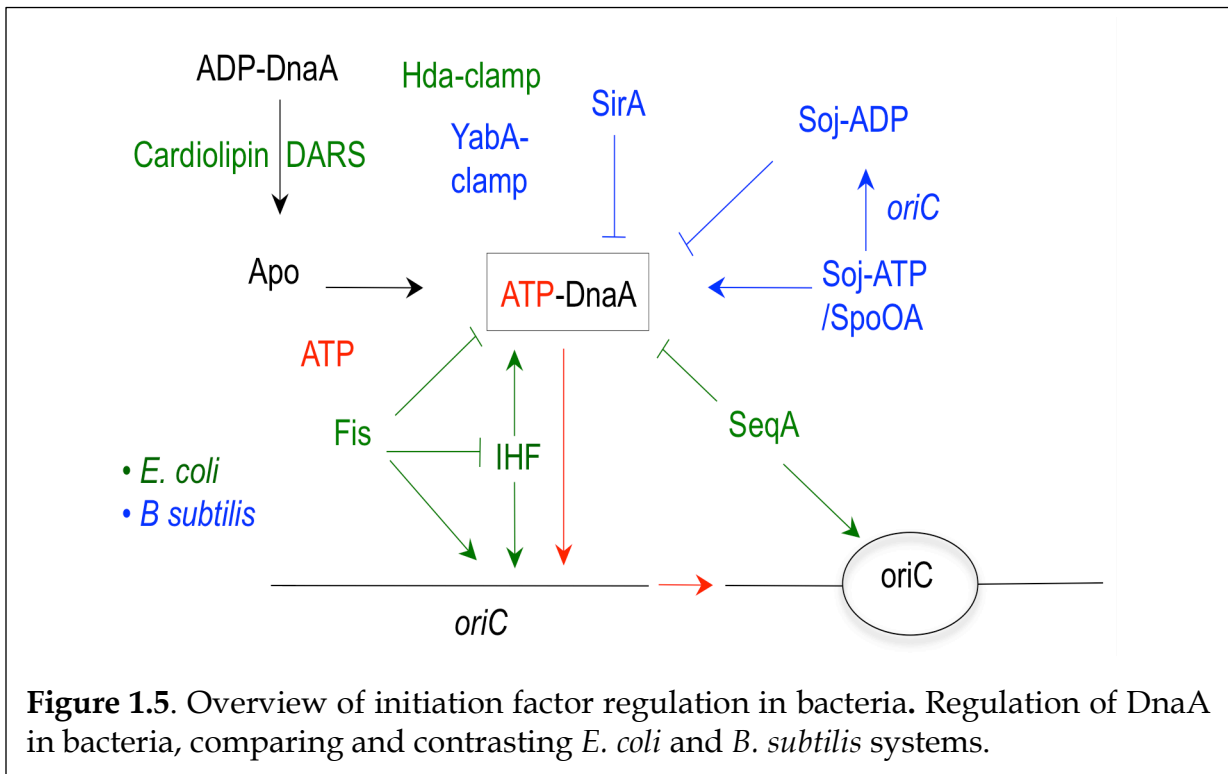 ADP-DnaA
Hda-clamp
SirA
YabA-
clamp
Soj-ADP
Cardiolipin DARS
oriC
Apo
ATP-DnaA
Soj-ATP
/SpoOA
ATP
Fis
IHF
SeqA
• E. coli
• B subtilis
oriC
oriC
Figure 1.5. Overview of initiation factor regulation in bacteria. Regulation of DnaA
in bacteria, comparing and contrasting E. coli and B. subtilis systems.